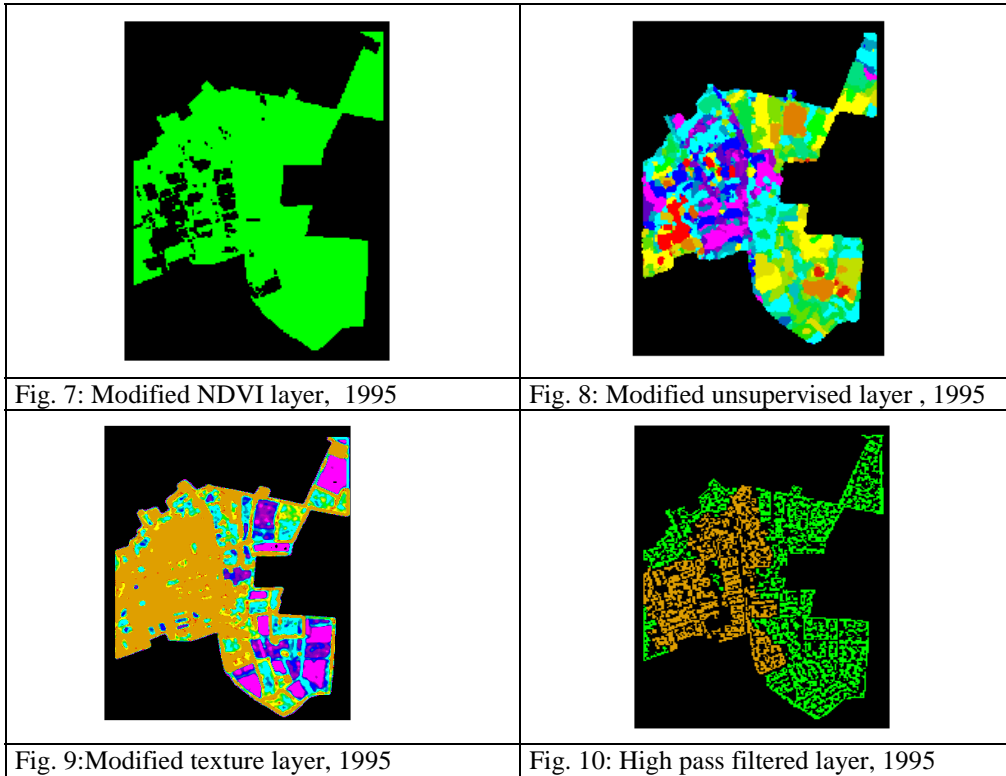 Fig. 7: Modified NDVI layer,  1995
Fig. 8: Modified unsupervised layer , 1995
Fig. 9:Modified texture layer, 1995
Fig. 10: High pass filtered layer, 1995